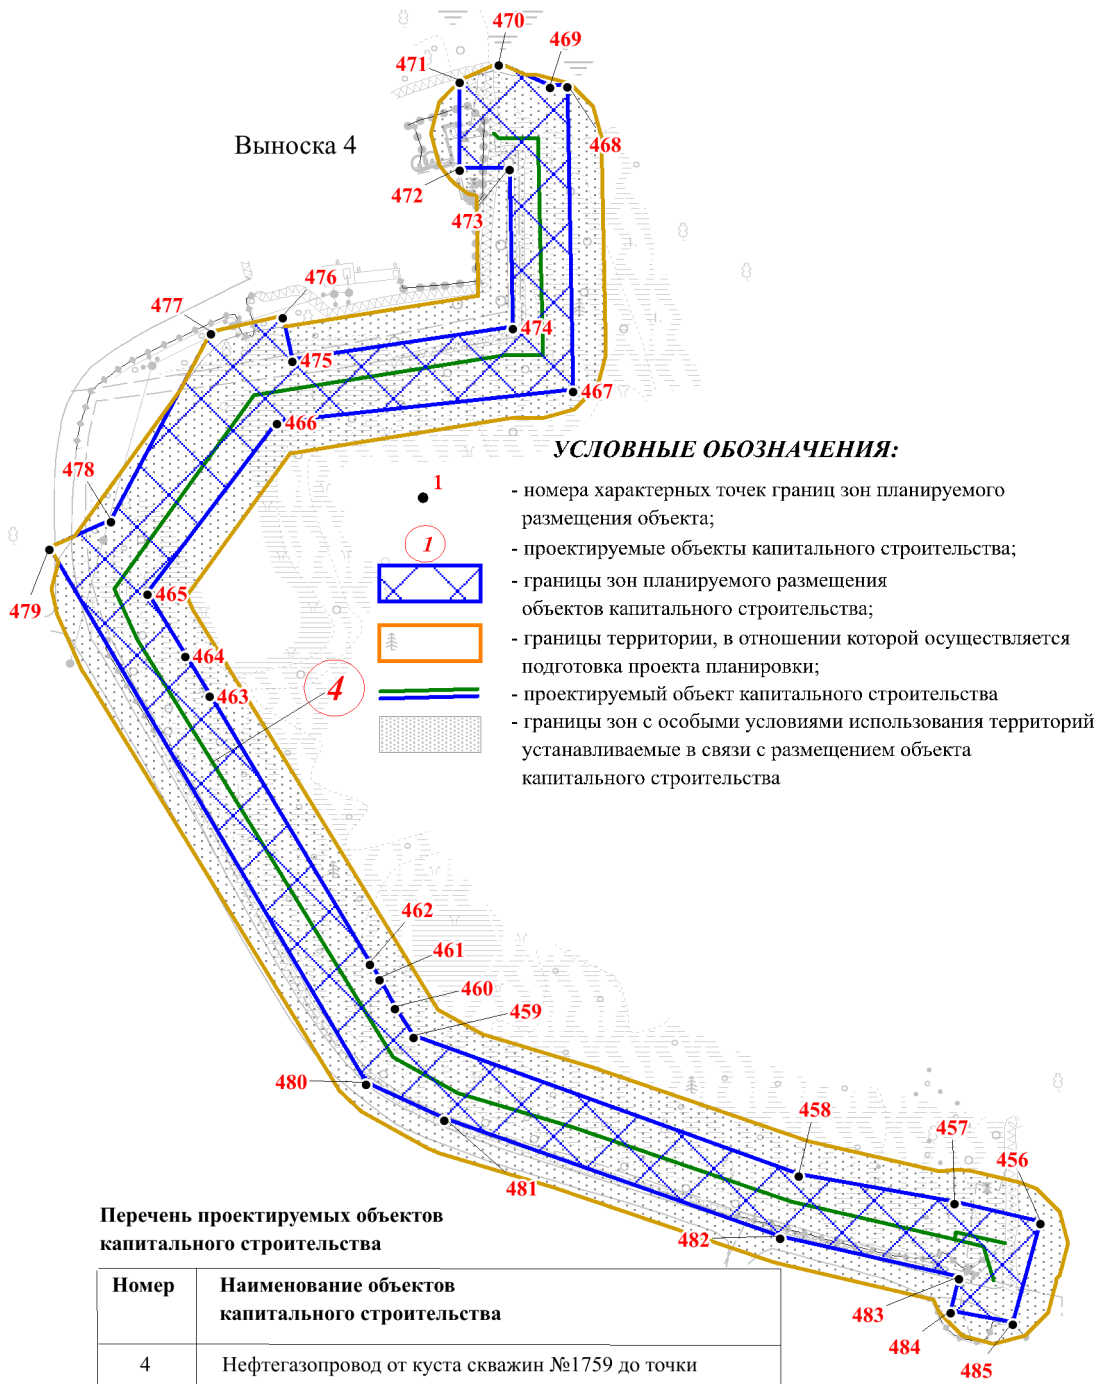 470
469
471
Выноска 4
468
472
473
476
477
474
475
467
466
УСЛОВНЫЕ ОБОЗНАЧЕНИЯ:
478
1
- номера характерных точек границ зон планируемого
размещения объекта;
1
- проектируемые объекты капитального строительства;
- границы зон планируемого размещения
объектов капитального строительства;
479
465
- границы территории, в отношении которой осуществляется
подготовка проекта планировки;
464
4
463
- проектируемый объект капитального строительства
- границы зон с особыми условиями использования территорий
устанавливаемые в связи с размещением объекта
капитального строительства
462
461
460
459
480
458
457
456
481
482
Перечень проектируемых объектов
капитального строительства
Номер
Наименование объектов
капитального строительства
483
484
485
4
Нефтегазопровод от куста скважин №1759 до точки